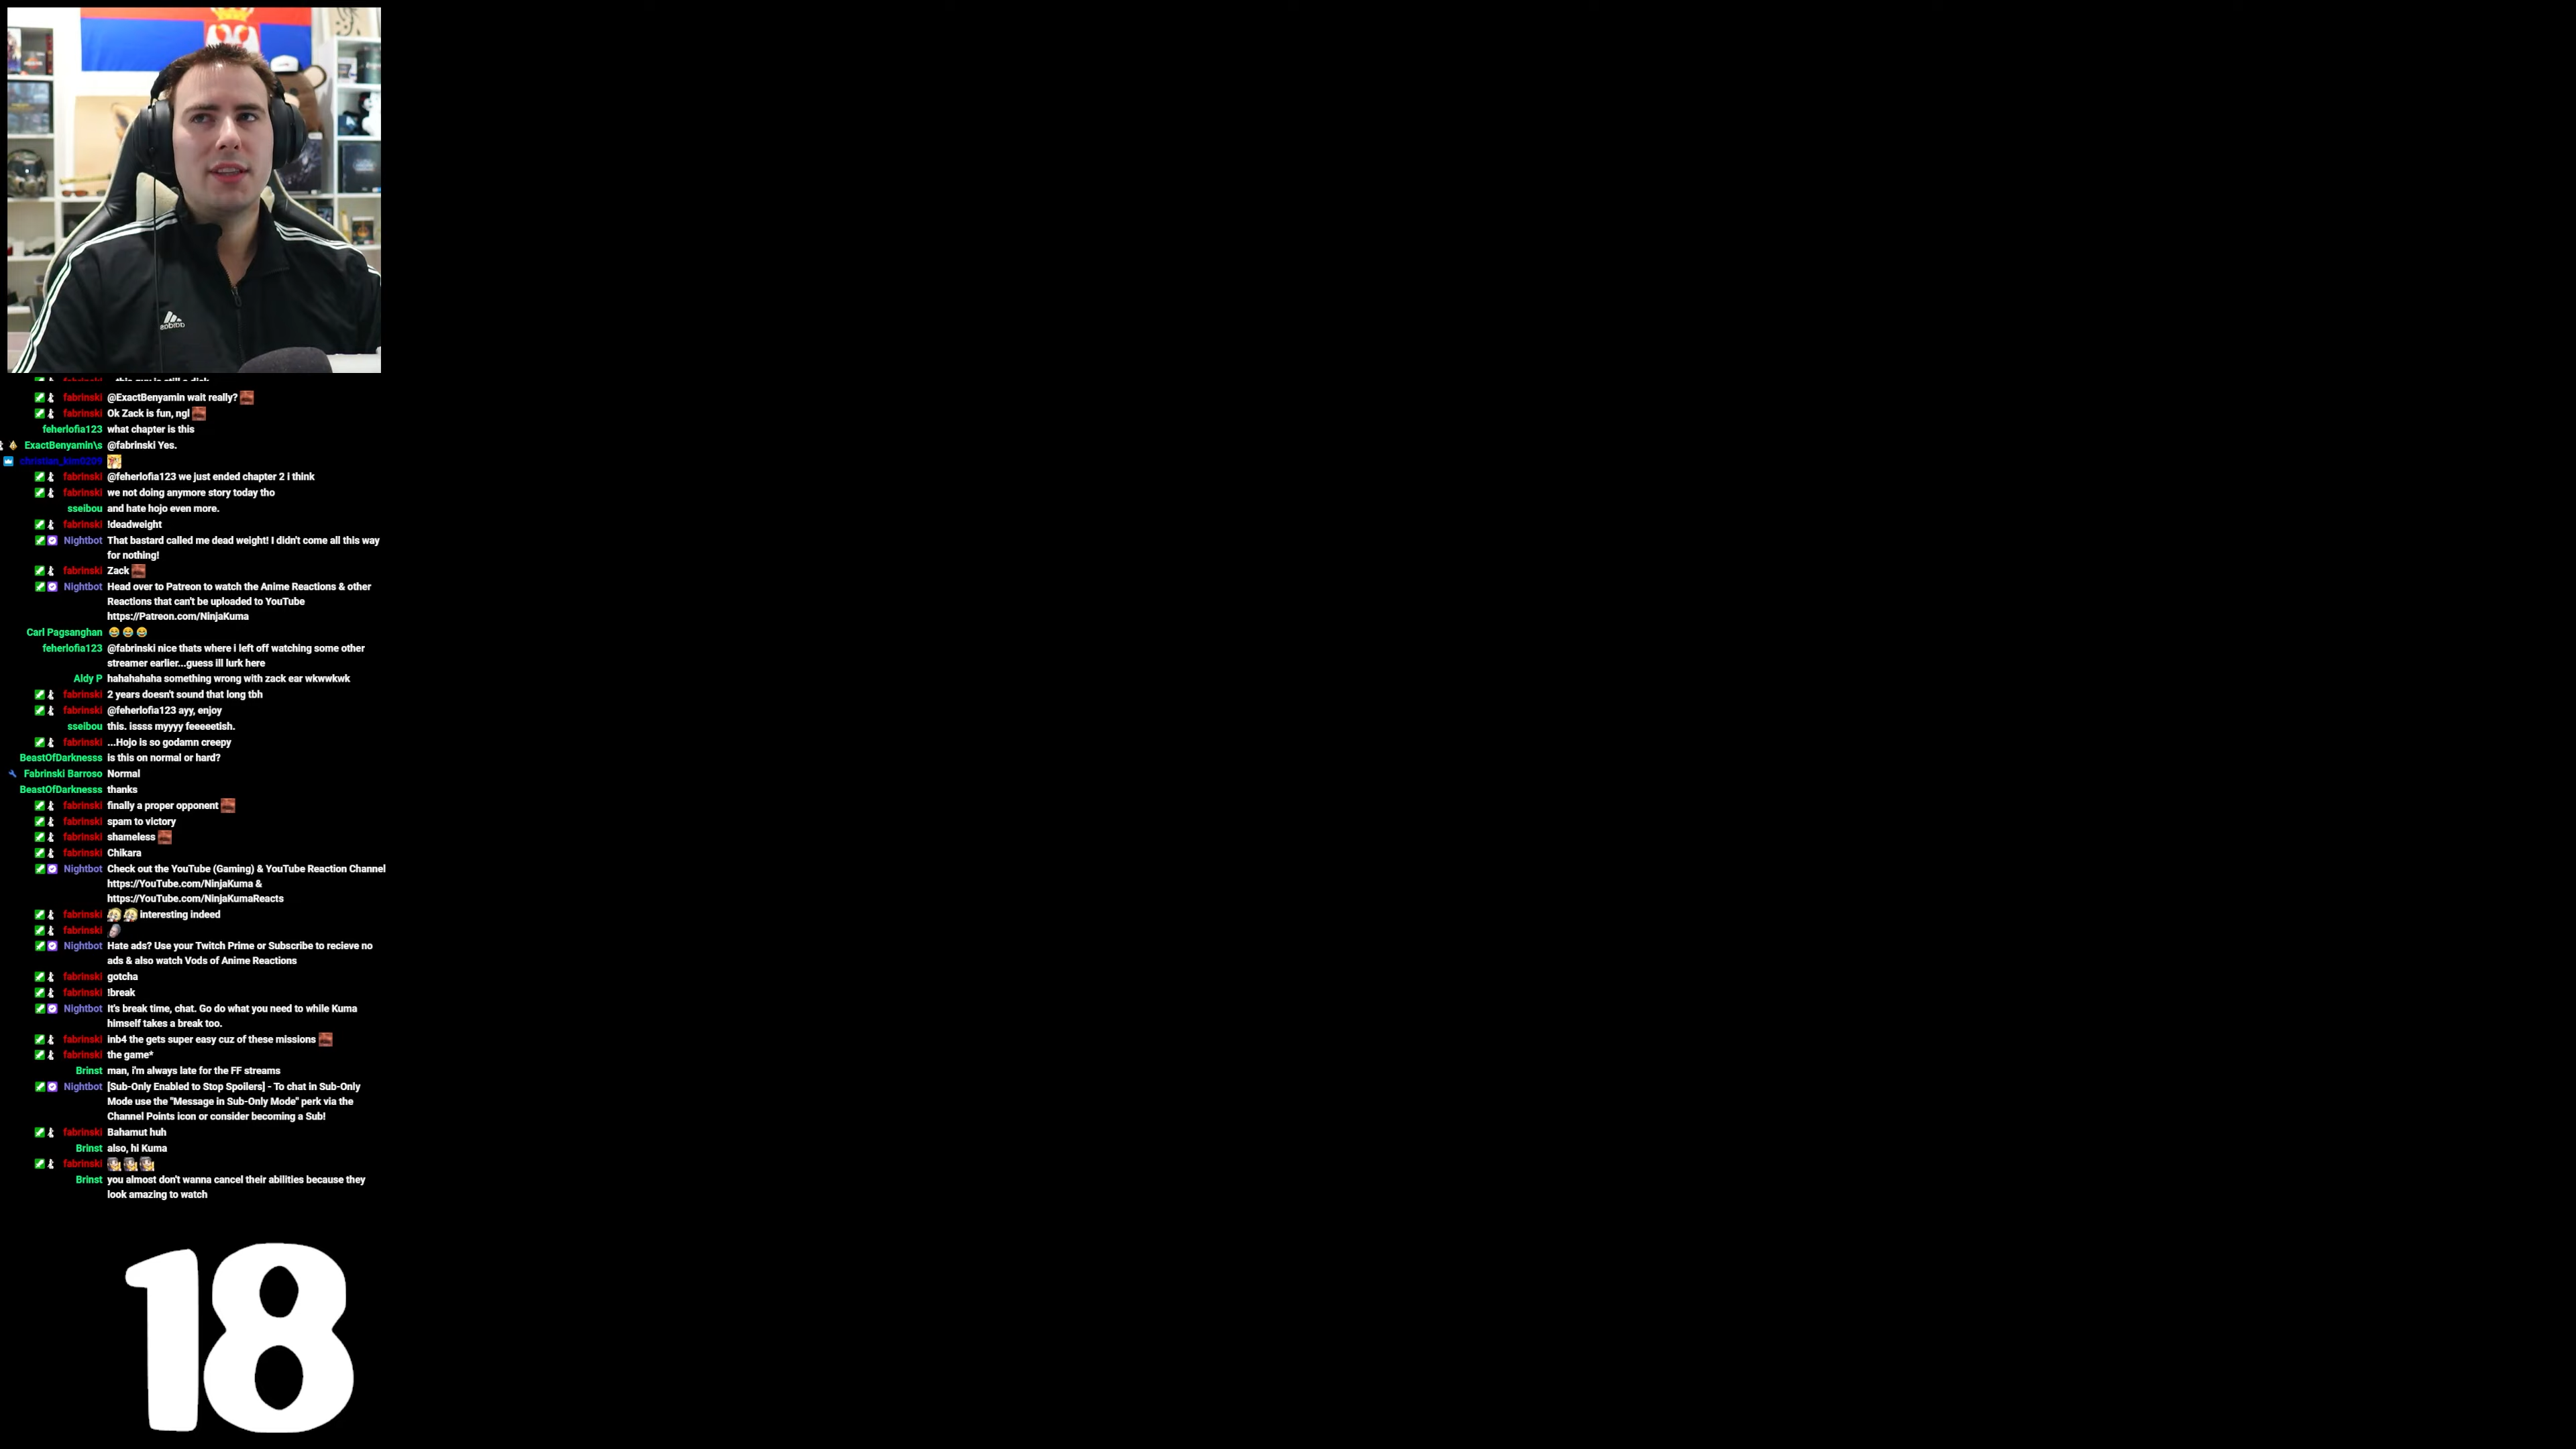 adidas
fabrinski ...this guy is still a dick
fabrinski @ExactBenyamin wait really?
fabrinski Ok Zack is fun, ngl
feherlofia123 what chapter is this
ExactBenyamin\s @fabrinski Yes.
fabrinski @feherlofia123 we just ended chapter 2 i think
fabrinski we not doing anymore story today tho
sseibou and hate hojo even more.
fabrinski !deadweight
Nightbot That bastard called me dead weight! I didn't come all this way
for nothing!
fabrinski Zack
Nightbot Head over to Patreon to watch the Anime Reactions & other
Reactions that can't be uploaded to YouTube
https://Patreon.com/NinjaKuma
Carl Pagsanghan 😂 😂 😂
feherlofia123 @fabrinski nice thats where i left off watching some other
streamer earlier...guess ill lurk here
Aldy P hahahahaha something wrong with zack ear wkwwkwk
fabrinski 2 years doesn't sound that long tbh
fabrinski @feherlofia123 ayy, enjoy
sseibou this. issss myyyy feeeeetish.
fabrinski ...Hojo is so godamn creepy
BeastOfDarknesss Is this on normal or hard?
Fabrinski Barroso Normal
BeastOfDarknesss thanks
fabrinski finally a proper opponent
fabrinski spam to victory
fabrinski shameless
fabrinski Chikara
Nightbot Check out the YouTube (Gaming) & YouTube Reaction Channel
https://YouTube.com/NinjaKuma &
https://YouTube.com/NinjaKumaReacts
fabrinski interesting indeed
fabrinski
Nightbot Hate ads? Use your Twitch Prime or Subscribe to recieve no
ads & also watch Vods of Anime Reactions
fabrinski gotcha
fabrinski !break
Nightbot It's break time, chat. Go do what you need to while Kuma
himself takes a break too.
fabrinski inb4 the gets super easy cuz of these missions
fabrinski the game*
Brinst man, i'm always late for the FF streams
Nightbot [Sub-Only Enabled to Stop Spoilers] - To chat in Sub-Only
Mode use the "Message in Sub-Only Mode" perk via the
Channel Points icon or consider becoming a Sub!
fabrinski Bahamut huh
Brinst also, hi Kuma
fabrinski
Brinst you almost don't wanna cancel their abilities because they
look amazing to watch
18